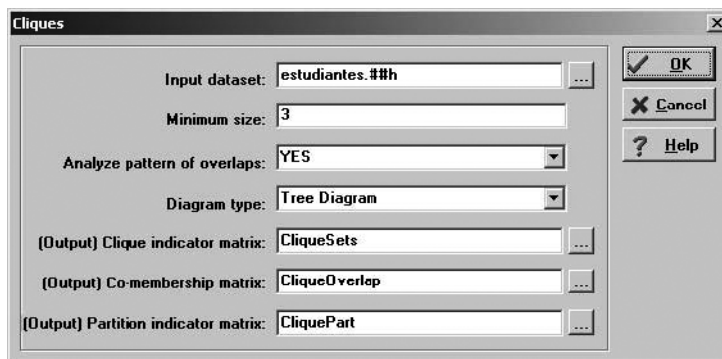 Cliques
Input dataset: estudiantes.##h ...
Minimum size: 3
Analyze pattern of overlaps: YES
Diagram type: Tree Diagram
(Output) Clique indicator matrix: CliqueSets ...
(Output) Co-membership matrix: CliqueOverlap ...
(Output) Partition indicator matrix: CliquePart ...
OK
Cancel
Help